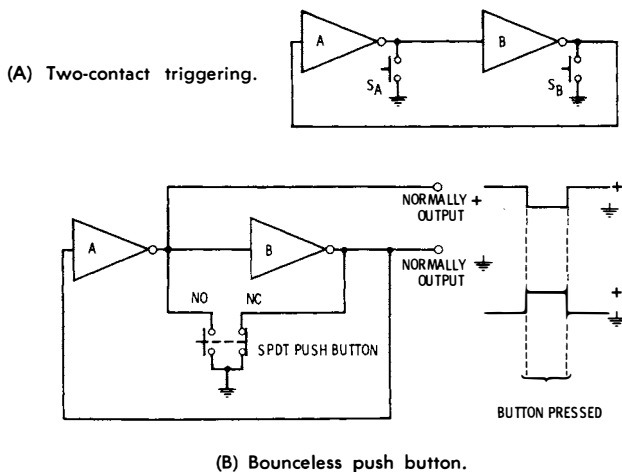 (A) Two-contact triggering.
A
B
SA
SB
A
B
NORMALLY +
OUTPUT
NORMALLY
OUTPUT
+
+
NO
NC
SPDT PUSH BUTTON
BUTTON PRESSED
(B) Bounceless push button.